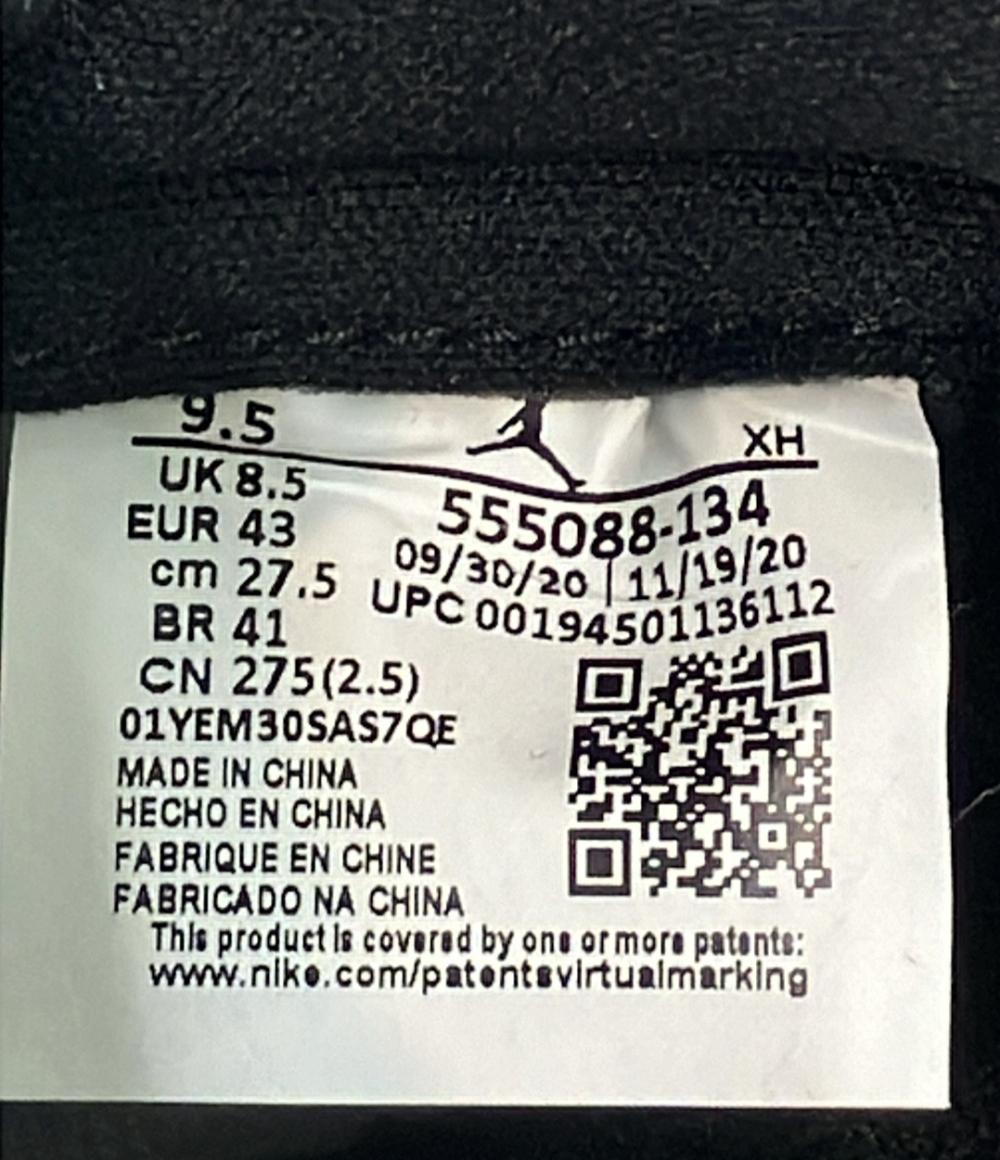 9.5
XH
UK 8.5
EUR 43
cm 27.5
BR 41
CN 275(2.5)
555088-134
09/30/20 | 11/19/20
UPC 00194501136112
01YEM30SAS7QE
MADE IN CHINA
HECHO EN CHINA
FABRIQUE EN CHINE
FABRICADO NA CHINA
This product is covered by one or more patents:
www.nike.com/patentsvirtualmarking